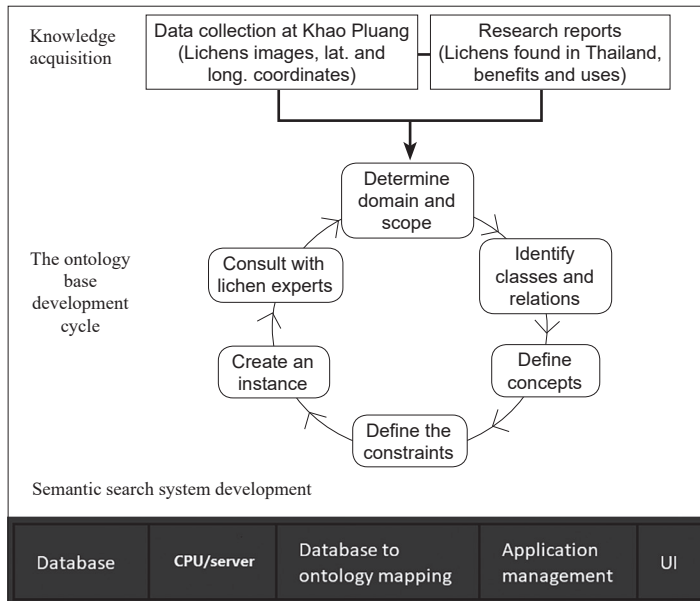 Knowledge
acquisition
Data collection at Khao Pluang
(Lichens images, lat. and
long. coordinates)
Research reports
(Lichens found in Thailand,
benefits and uses)
The ontology
base
development
cycle
Determine
domain and
scope
Identify
classes and
relations
Define
concepts
Define the
constraints
Create an
instance
Consult with
lichen experts
Semantic search system development
Database
CPU/server
Database to
ontology mapping
Application
management
UI